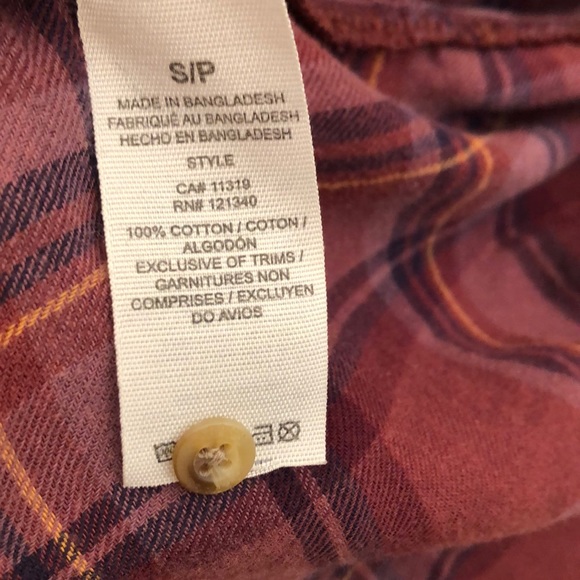 S/P
MADE IN BANGLADESH
FABRIQUÉ AU BANGLADESH
HECHO EN BANGLADESH
STYLE
CA# 11319
RN# 121340
100% COTTON / COTON /
ALGODÓN
EXCLUSIVE OF TRIMS /
GARNITURES NON
COMPRISES / EXCLUYEN
DO AVIOS